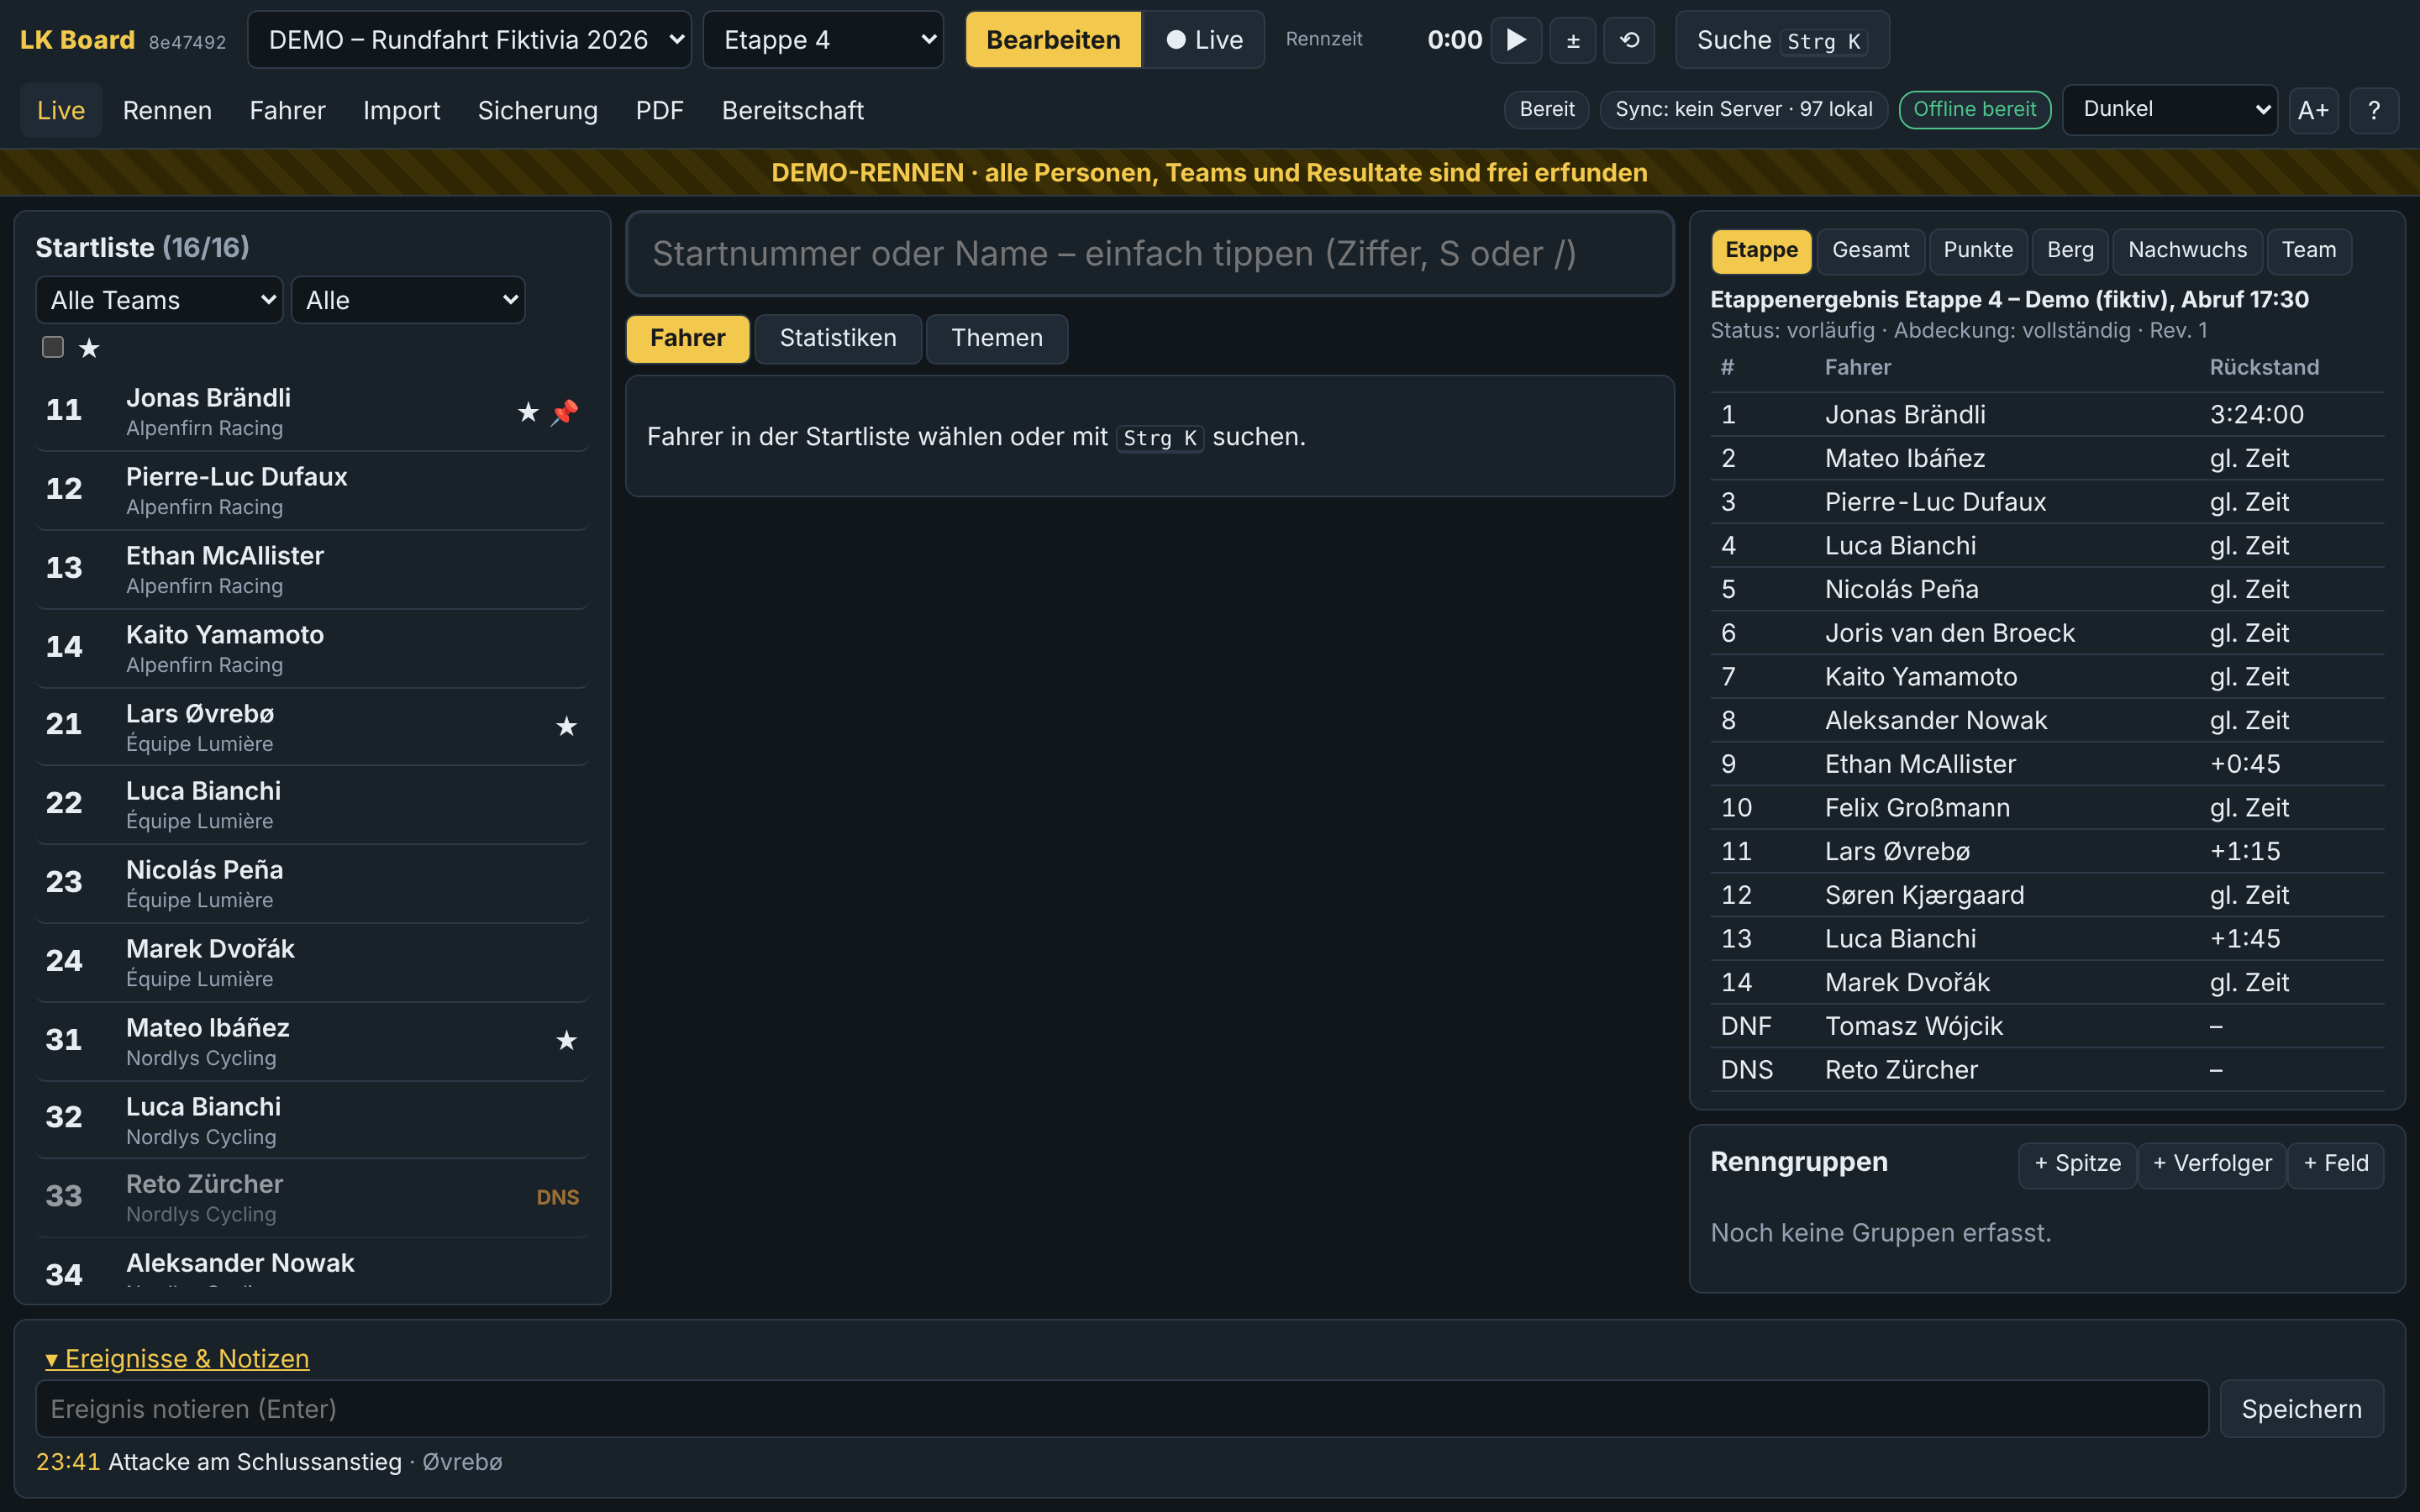 LK Board 8e47492 DEMO – Rundfahrt Fiktivia 2026 Etappe 4 Bearbeiten Live Rennzeit 0:00 ▶ ± ⟲ Suche Strg K
Live Rennen Fahrer Import Sicherung PDF Bereitschaft Bereit Sync: kein Server · 97 lokal Offline bereit Dunkel A+ ?
DEMO-RENNEN · alle Personen, Teams und Resultate sind frei erfunden
Startliste (16/16)
Alle Teams Alle
★
11 Jonas Brändli ★ 📌
Alpenfirn Racing
12 Pierre-Luc Dufaux
Alpenfirn Racing
13 Ethan McAllister
Alpenfirn Racing
14 Kaito Yamamoto
Alpenfirn Racing
21 Lars Øvrebø ★
Équipe Lumière
22 Luca Bianchi
Équipe Lumière
23 Nicolás Peña
Équipe Lumière
24 Marek Dvořák
Équipe Lumière
31 Mateo Ibáñez ★
Nordlys Cycling
32 Luca Bianchi
Nordlys Cycling
33 Reto Zürcher DNS
Nordlys Cycling
34 Aleksander Nowak
Startnummer oder Name – einfach tippen (Ziffer, S oder /)
Fahrer Statistiken Themen
Fahrer in der Startliste wählen oder mit Strg K suchen.
Etappe Gesamt Punkte Berg Nachwuchs Team
Etappenergebnis Etappe 4 – Demo (fiktiv), Abruf 17:30
Status: vorläufig · Abdeckung: vollständig · Rev. 1
# Fahrer Rückstand
1 Jonas Brändli 3:24:00
2 Mateo Ibáñez gl. Zeit
3 Pierre-Luc Dufaux gl. Zeit
4 Luca Bianchi gl. Zeit
5 Nicolás Peña gl. Zeit
6 Joris van den Broeck gl. Zeit
7 Kaito Yamamoto gl. Zeit
8 Aleksander Nowak gl. Zeit
9 Ethan McAllister +0:45
10 Felix Großmann gl. Zeit
11 Lars Øvrebø +1:15
12 Søren Kjærgaard gl. Zeit
13 Luca Bianchi +1:45
14 Marek Dvořák gl. Zeit
DNF Tomasz Wójcik –
DNS Reto Zürcher –
Renngruppen + Spitze + Verfolger + Feld
Noch keine Gruppen erfasst.
▾ Ereignisse & Notizen
Ereignis notieren (Enter) Speichern
23:41 Attacke am Schlussanstieg · Øvrebø